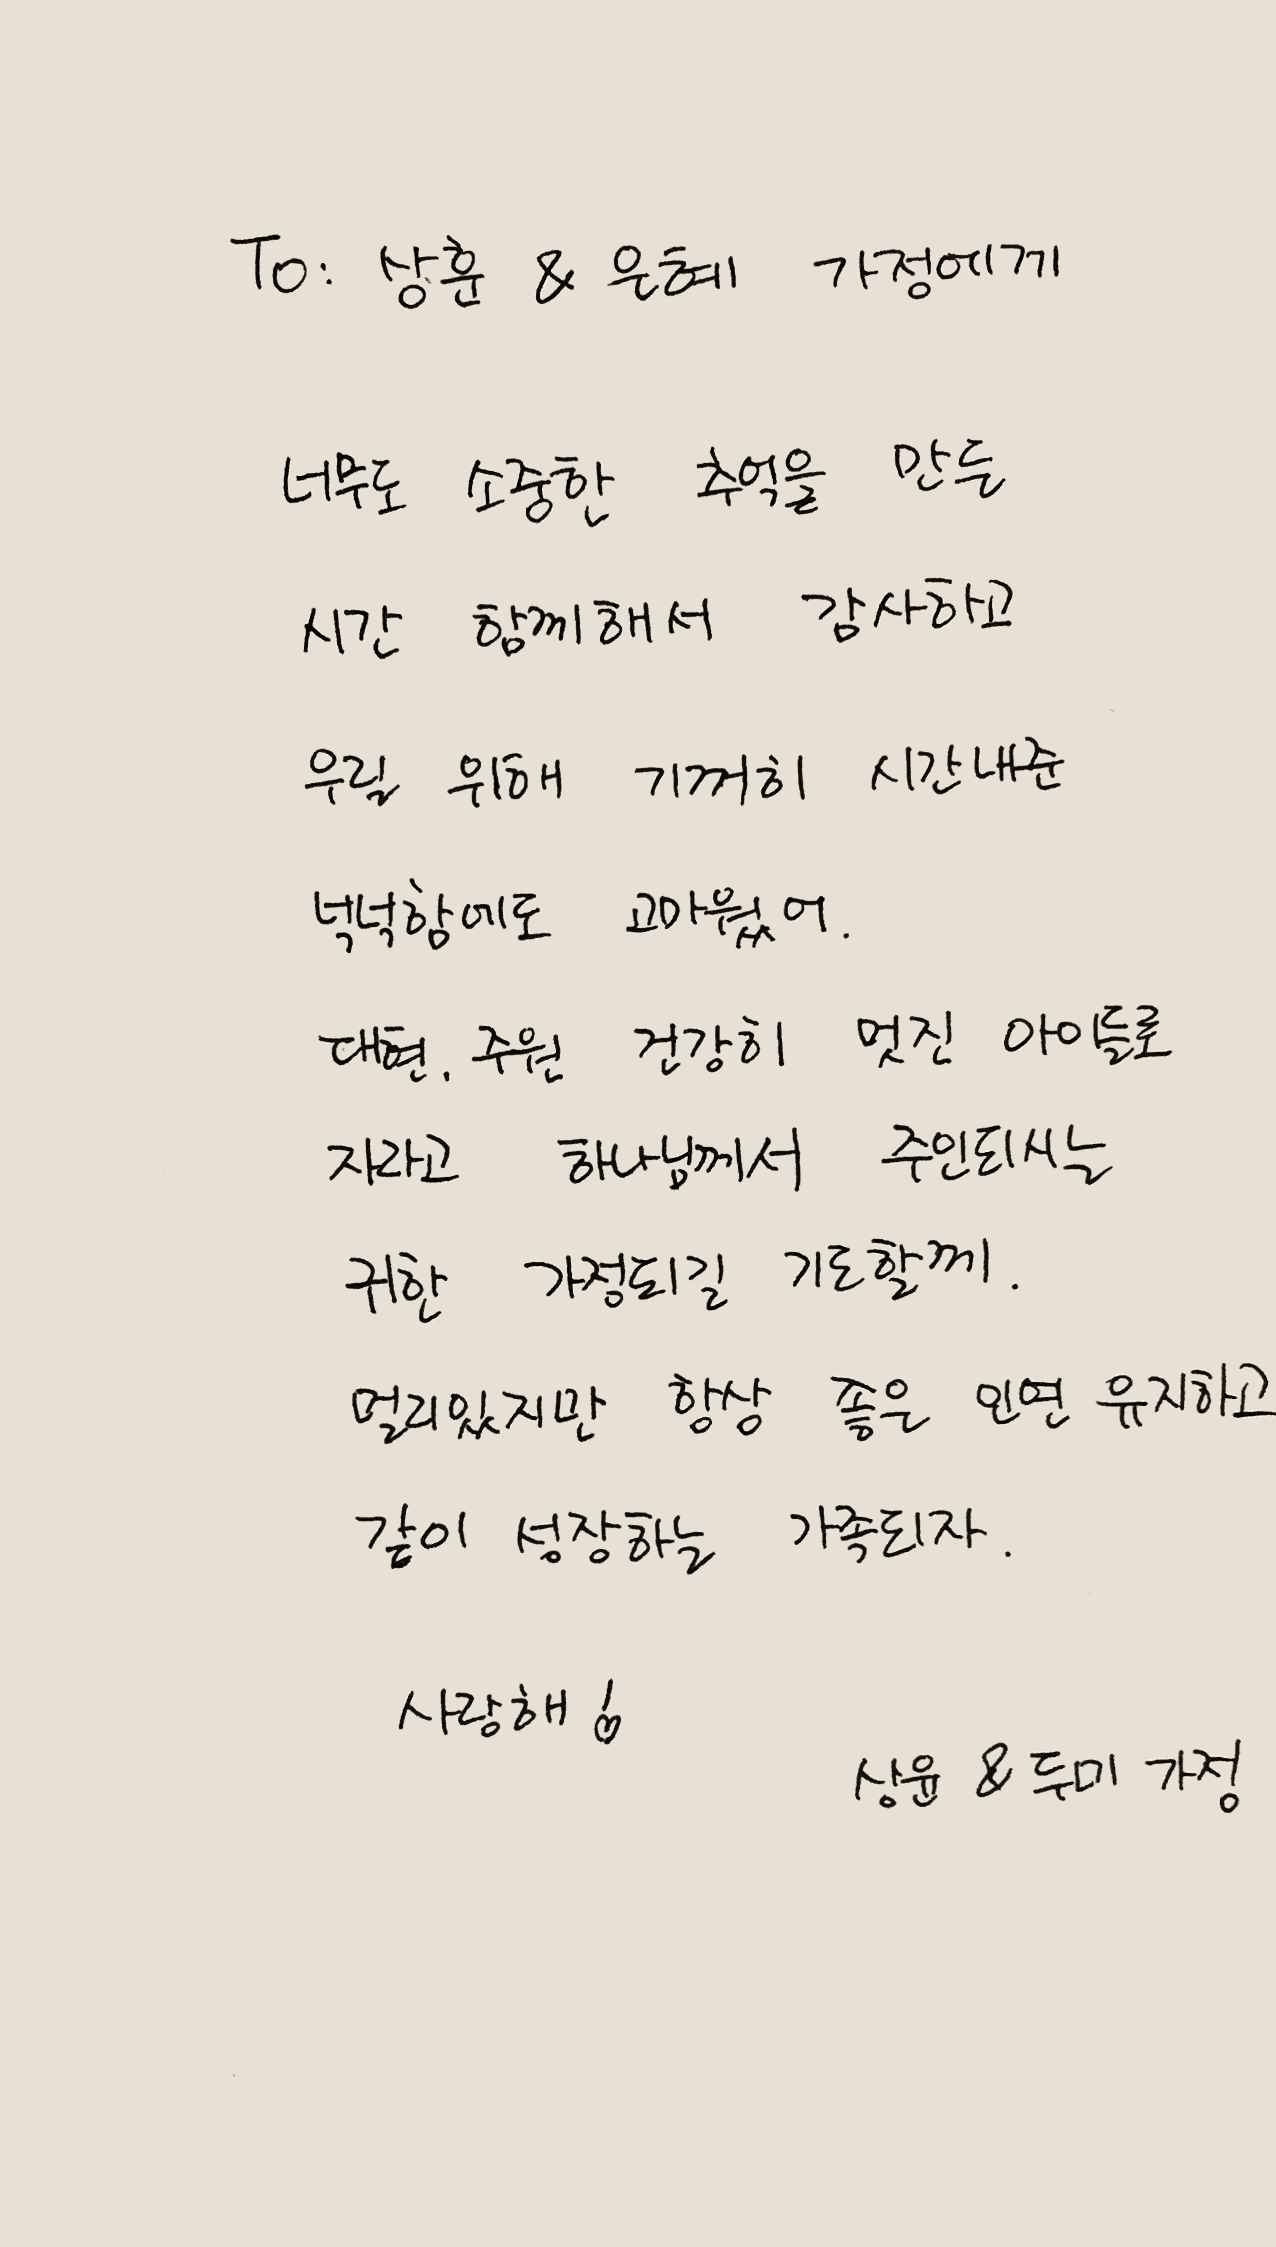 To: 상훈 & 은혜 가정에게
너무도 소중한 추억을 만든
시간 함끼해서 감사하고
우릴 위해 기꺼히 시간내준
넉넉함에도 고마웠어.
대현. 주원 건강히 멋진 아이들로
자라고 하나님께서 주인되시는
귀한 가정되길 기도할께.
멀리있지만 항상 좋은 인연 유지하고
같이 성장하는 가족되자.
사랑해!
상윤 & 두미 가정